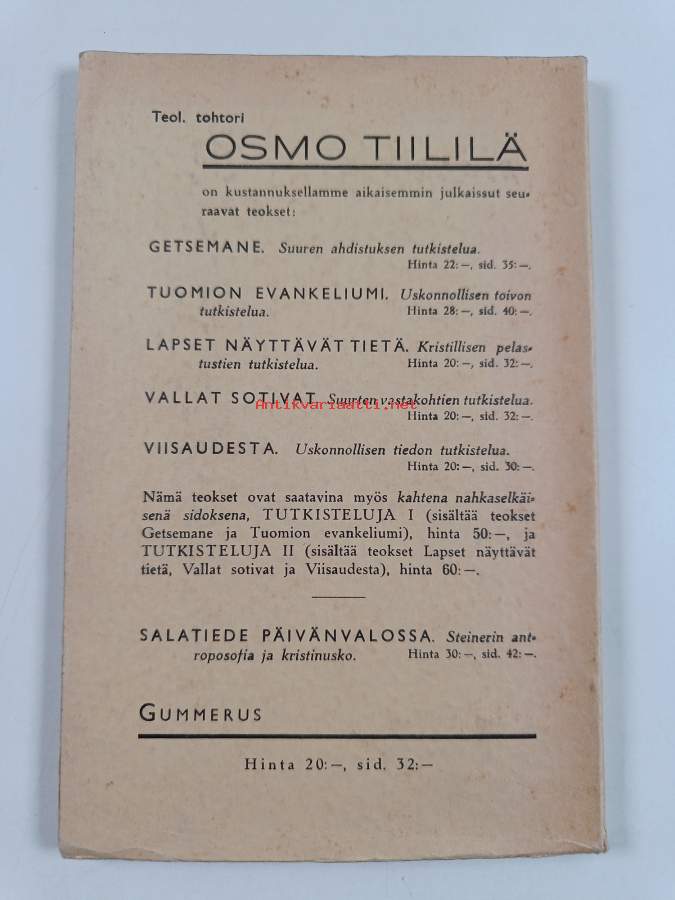 Teol. tohtori
OSMO TIILILÄ
on kustannuksellamme aikaisemmin julkaissut seu-
raavat teokset:
GETSEMANE. Suuren ahdistuksen tutkistelua.
Hinta 22:—, sid. 35:—.
TUOMION EVANKELIUMI. Uskonnollisen toivon
tutkistelua. Hinta 28:—, sid. 40:—.
LAPSET NÄYTTÄVÄT TIETÄ. Kristillisen pelas-
tustien tutkistelua. Hinta 20:—, sid. 32:—.
VALLAT SOTIVAT. Suurten vastakohtien tutkistelua.
Antikvariaatti.net
Hinta 20:—, sid. 32:—.
VIISAUDESTA. Uskonnollisen tiedon tutkistelua.
Hinta 20:—, sid. 30:—.
Nämä teokset ovat saatavina myös kahtena nahkaselkäi-
senä sidoksena, TUTKISTELUJA I (sisältää teokset
Getsemane ja Tuomion evankeliumi), hinta 50:—, ja
TUTKISTELUJA II (sisältää teokset Lapset näyttävät
tietä, Vallat sotivat ja Viisaudesta), hinta 60:—.
SALATIEDE PÄIVÄNVALOSSA. Steinerin ant-
roposofia ja kristinusko. Hinta 30:—, sid. 42:—.
GUMMERUS
Hinta 20:—, sid. 32:—